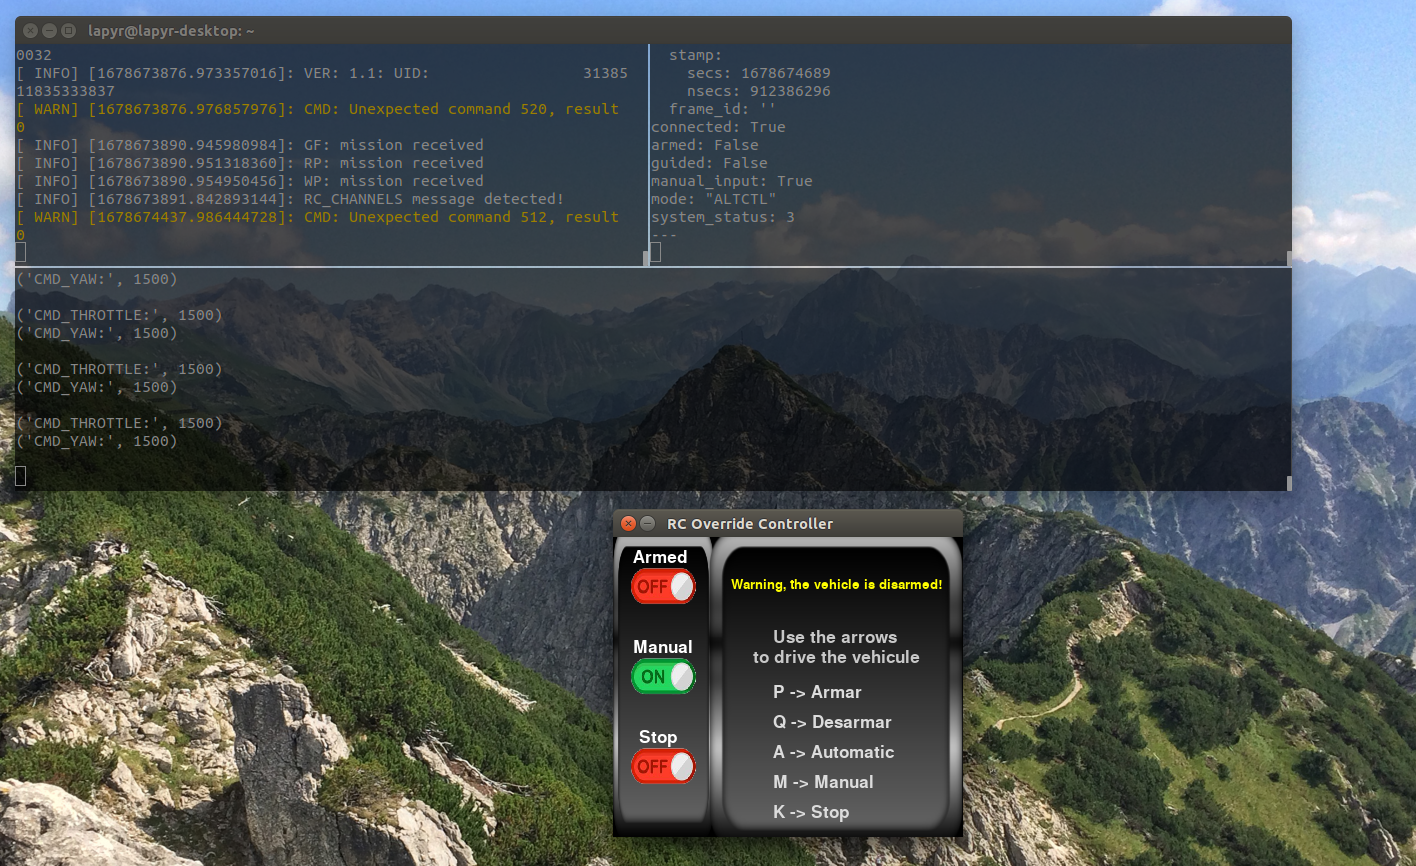 lapyr@lapyr-desktop: ~
0032
[ INFO] [1678673876.973357016]: VER: 1.1: UID:                 31385
11835333837
[ WARN] [1678673876.976857976]: CMD: Unexpected command 520, result
0
[ INFO] [1678673890.945980984]: GF: mission received
[ INFO] [1678673890.951318360]: RP: mission received
[ INFO] [1678673890.954950456]: WP: mission received
[ INFO] [1678673891.842893144]: RC_CHANNELS message detected!
[ WARN] [1678674437.986444728]: CMD: Unexpected command 512, result
0
stamp:
secs: 1678674689
nsecs: 912386296
frame_id: ''
connected: True
armed: False
guided: False
manual_input: True
mode: "ALTCTL"
system_status: 3
---
('CMD_YAW:', 1500)
('CMD_THROTTLE:', 1500)
('CMD_YAW:', 1500)
('CMD_THROTTLE:', 1500)
('CMD_YAW:', 1500)
('CMD_THROTTLE:', 1500)
('CMD_YAW:', 1500)
RC Override Controller
Armed
OFF
Manual
ON
Stop
OFF
Warning, the vehicle is disarmed!
Use the arrows
to drive the vehicule
P -> Armar
Q -> Desarmar
A -> Automatic
M -> Manual
K -> Stop